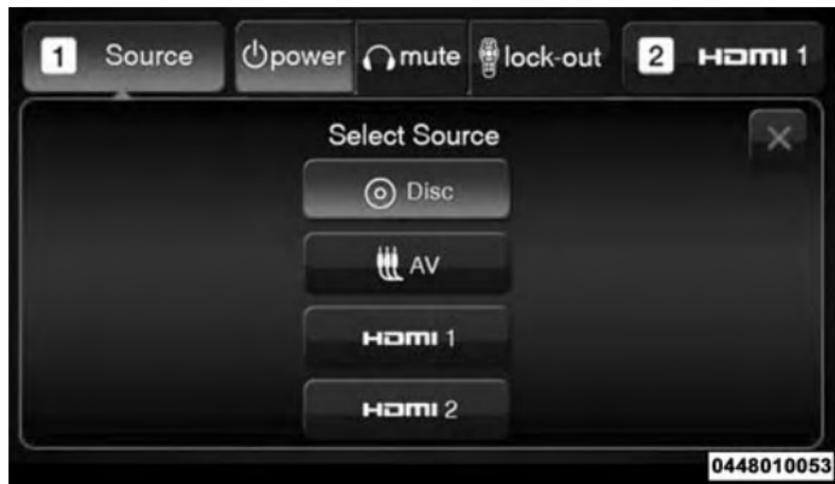 1 Source power mute lock-out 2 HDMI 1
Select Source
Disc
AV
HDMI 1
HDMI 2
0448010053